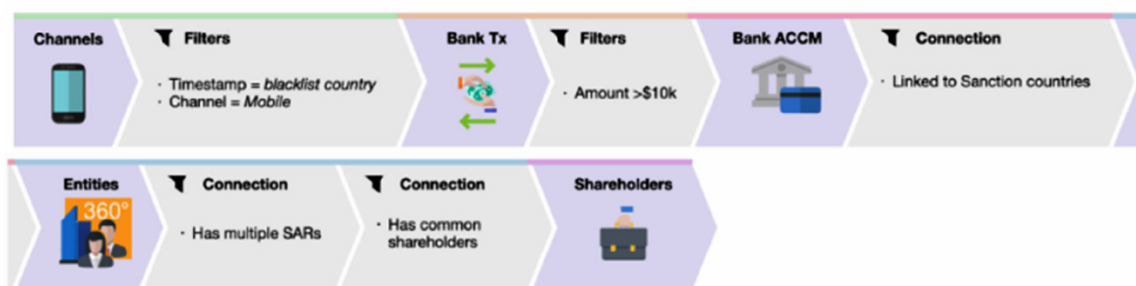 Channels
Filters
· Timestamp = blacklist country
· Channel = Mobile
Bank Tx
Filters
· Amount >$10k
Bank ACCM
Connection
· Linked to Sanction countries
Entities
360°
Connection
· Has multiple SARs
Connection
· Has common
shareholders
Shareholders